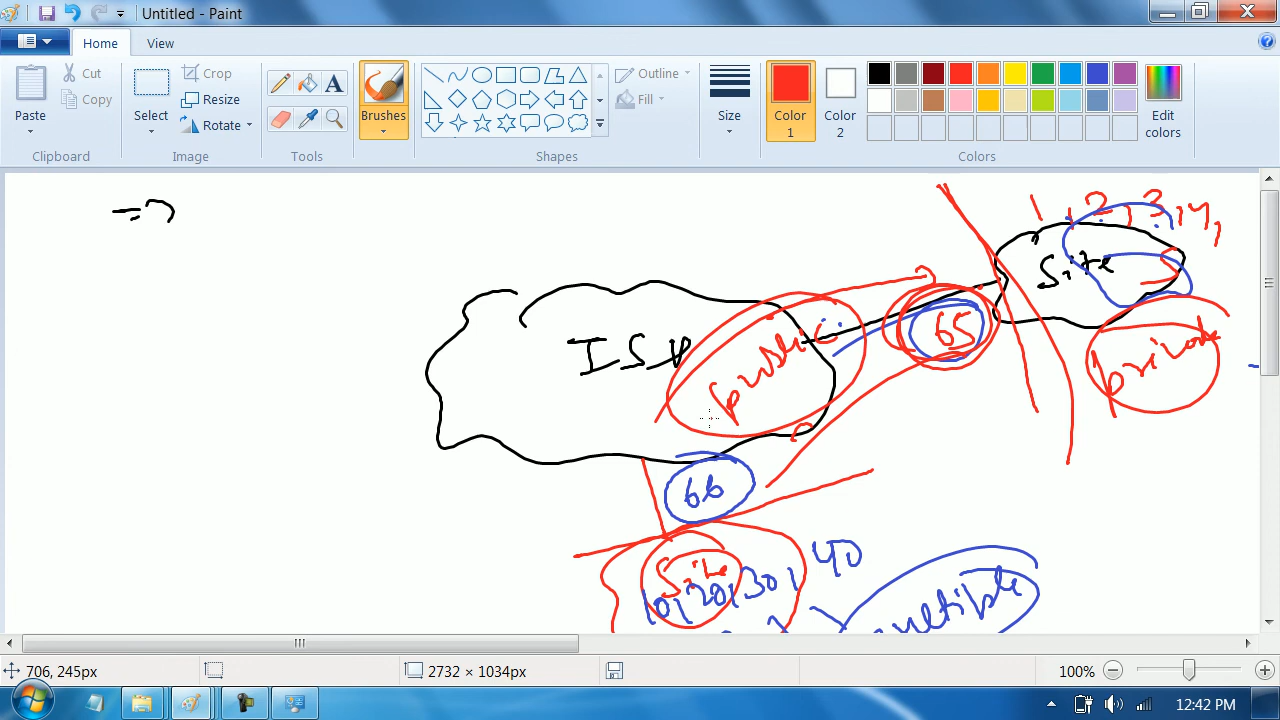 Untitled - Paint
Home
View
Paste
Cut
Copy
Clipboard
Select
Crop
Resize
Rotate
Image
A
Tools
Brushes
Shapes
Outline
Fill
Size
Color
1
Color
2
Edit
colors
Colors
1, 2, 3, 4,
5
Site
ISP
public
65
private
66
Site
10, 20, 30, 40
multiple
706, 245px
2732 × 1034px
100%
12:42 PM